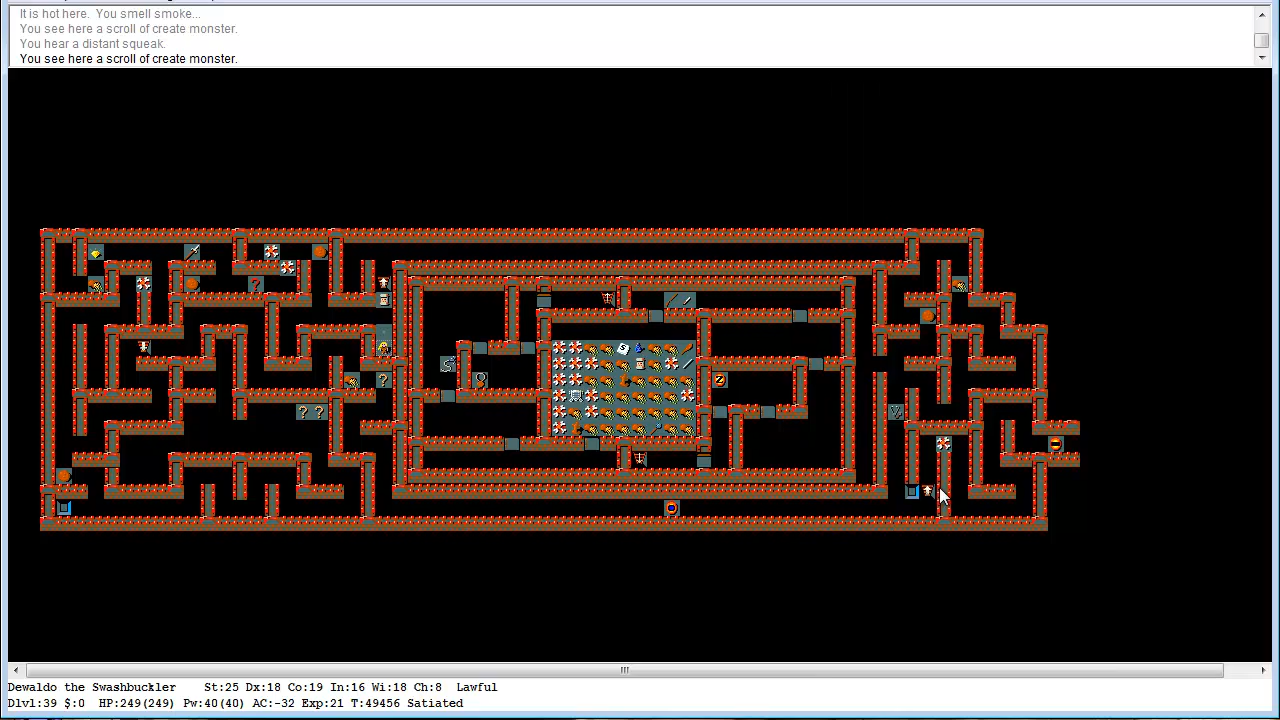 It is hot here. You smell smoke...
You see here a scroll of create monster.
You hear a distant squeak.
You see here a scroll of create monster.
Dewaldo the Swashbuckler St:25 Dx:18 Co:19 In:16 Wi:18 Ch:8 Lawful
Dlvl:39 $:0 HP:249(249) Pw:40(40) AC:-32 Exp:21 T:49456 Satiated